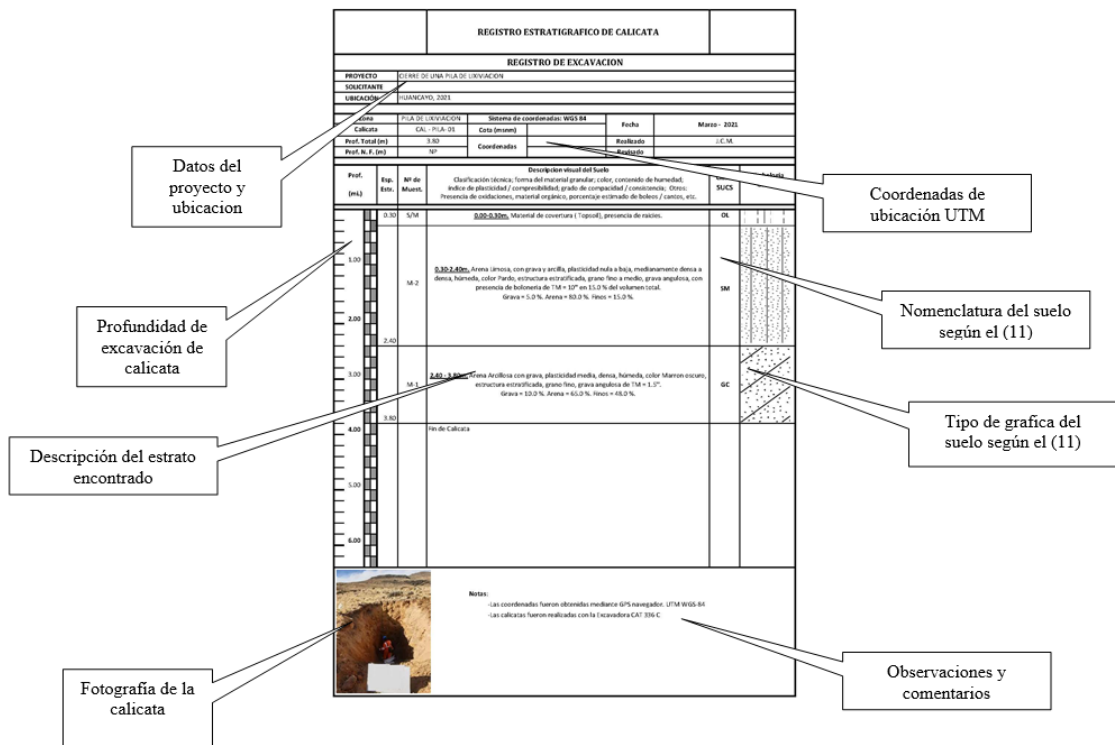 REGISTRO ESTRATIGRAFICO DE CALICATA
REGISTRO DE EXCAVACION
PROYECTO CIERRE DE UNA PILA DE LIXIVIACION
SOLICITANTE
UBICACIÓN HUANCAYO, 2021
PILA DE LIXIVIACION Sistema de coordenadas: WGS 84 Fecha Marzo - 2021
Calicata CAL - PILA- 01 Cota (msnm)
Prof. Total (m) 3.80 Coordenadas Realizado J.C.M.
Prof. N. F. (m) NP Revisado
Prof. (mL)
Esp. Estr.
Nº de Muest.
Descripcion visual del Suelo
Clasificación técnica; forma del material granular; color, contenido de humedad;
índice de plasticidad / compresibilidad; grado de compacidad / consistencia; Otros:
Presencia de oxidaciones, material orgánico, porcentaje estimado de boleos / cantos, etc.
SUCS
0.30 S/M 0.00-0.30m. Material de covertura ( Topsoil), presencia de raicies. OL
1.00
0.30-2.40m. Arena Limosa, con grava y arcilla, plasticidad nula a baja, medianamente densa a
densa, húmeda, color Pardo, estructura estratificada, grano fino a medio, grava angulosa, con
M-2 presencia de boloneria de TM = 10" en 15.0 % del volumen total. SM
Grava = 5.0 %. Arena = 80.0 %. Finos = 15.0 %.
2.00
2.40
3.00
2.40 - 3.80m. Arena Arcillosa con grava, plasticidad media, densa, húmeda, color Marron oscuro,
M-1 estructura estratificada, grano fino, grava angulosa de TM = 1.5". GC
Grava = 10.0 %. Arena = 65.0 %. Finos = 48.0 %.
3.80
4.00 Fin de Calicata
5.00
6.00
Notas:
-Las coordenadas fueron obtenidas mediante GPS navegador. UTM WGS-84
-Las calicatas fueron realizadas con la Excavadora CAT 336 C
Datos del
proyecto y
ubicacion
Profundidad de
excavación de
calicata
Descripción del estrato
encontrado
Fotografía de la
calicata
Coordenadas de
ubicación UTM
Nomenclatura del suelo
según el (11)
Tipo de grafica del
suelo según el (11)
Observaciones y
comentarios